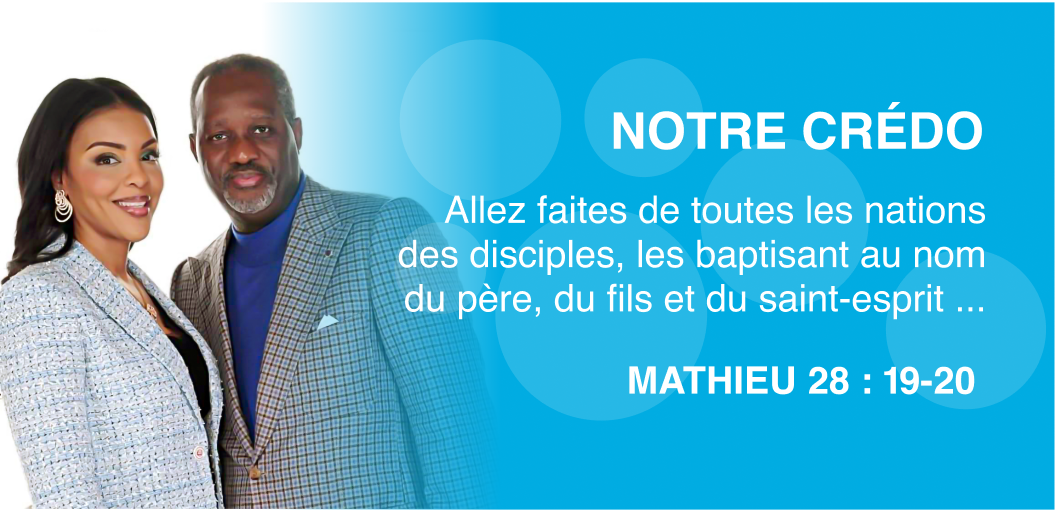 NOTRE CRÉDO
Allez faites de toutes les nations
des disciples, les baptisant au nom
du père, du fils et du saint-esprit ...
MATHIEU 28 : 19-20